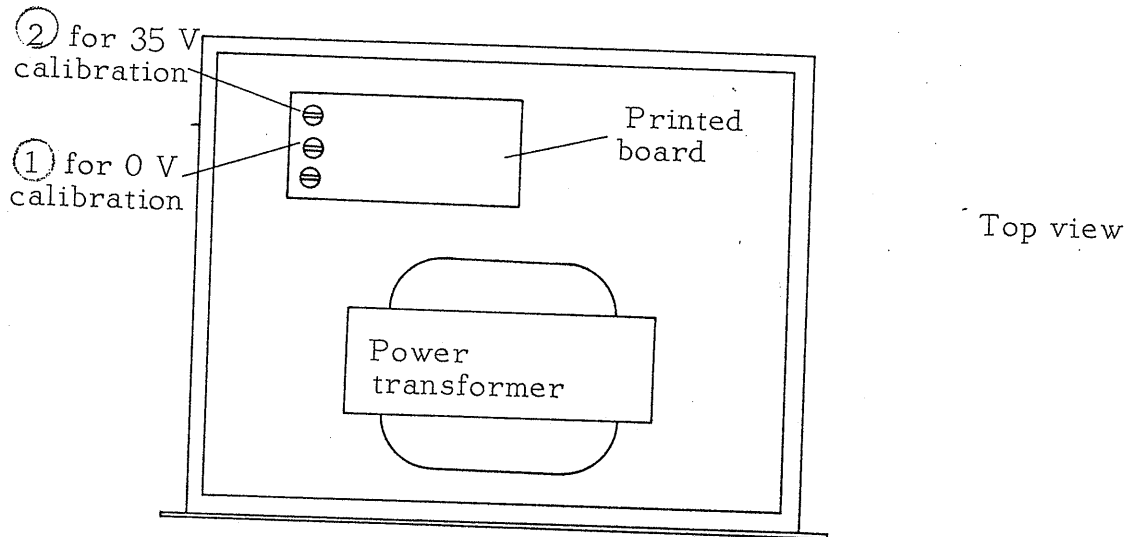 ② for 35 V
calibration
① for 0 V
calibration
Printed
board
Top view
Power
transformer